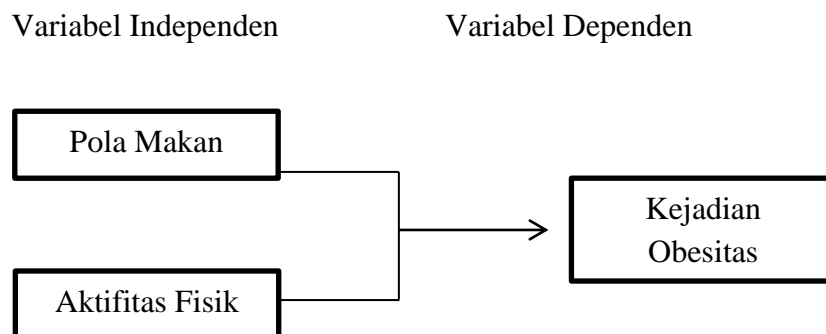 Variabel Independen
Variabel Dependen
Pola Makan
Kejadian
Obesitas
Aktifitas Fisik